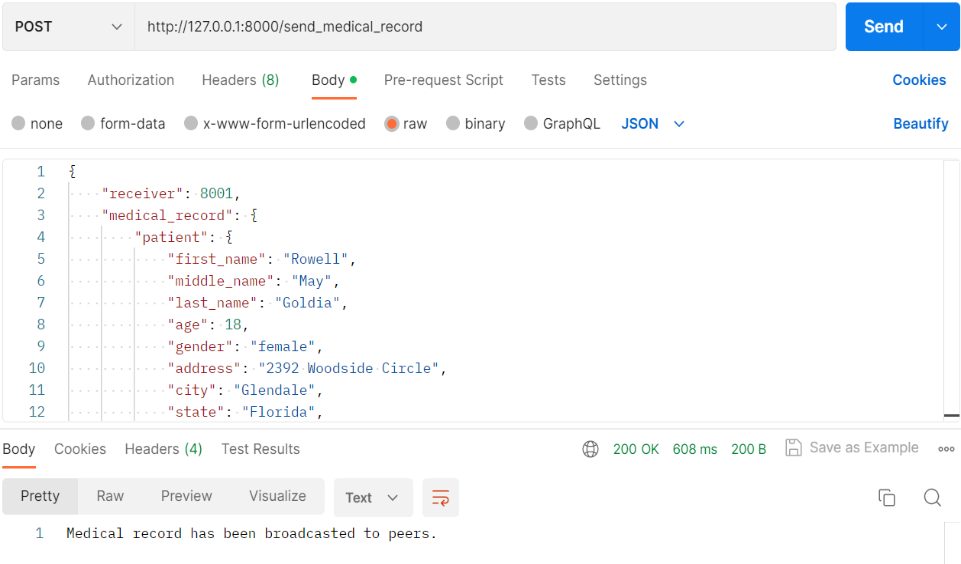 POST http://127.0.0.1:8000/send_medical_record Send
Params Authorization Headers (8) Body Pre-request Script Tests Settings Cookies
none form-data x-www-form-urlencoded raw binary GraphQL JSON Beautify
1 {
2 "receiver": 8001,
3 "medical_record": {
4 "patient": {
5 "first_name": "Rowell",
6 "middle_name": "May",
7 "last_name": "Goldia",
8 "age": 18,
9 "gender": "female",
10 "address": "2392 Woodside Circle",
11 "city": "Glendale",
12 "state": "Florida",
Body Cookies Headers (4) Test Results 200 OK 608 ms 200 B Save as Example
Pretty Raw Preview Visualize Text
1 Medical record has been broadcasted to peers.